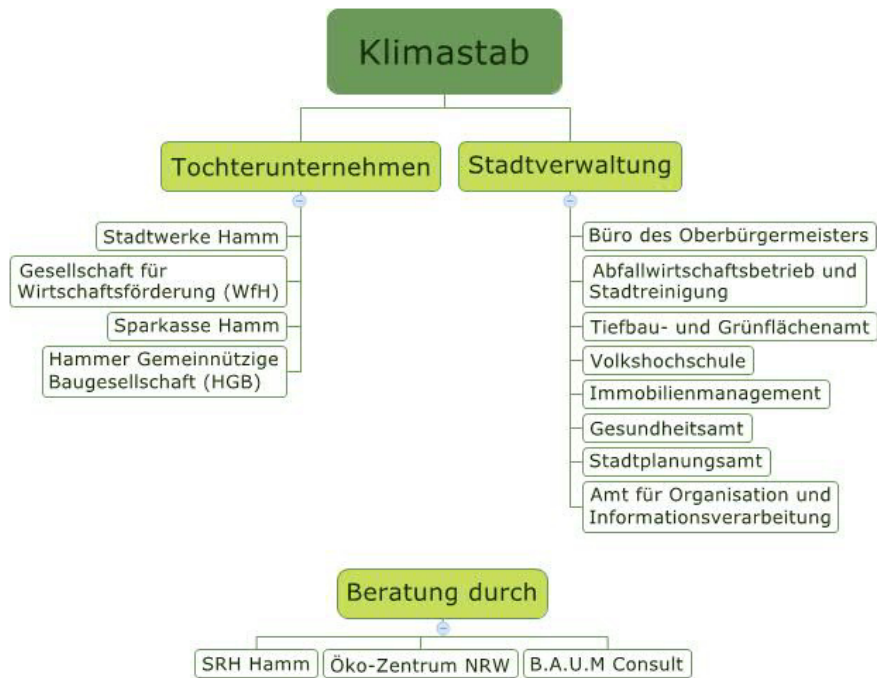 Klimastab
Tochterunternehmen
Stadtwerke Hamm
Gesellschaft für
Wirtschaftsförderung (WfH)
Sparkasse Hamm
Hammer Gemeinnützige
Baugesellschaft (HGB)
Stadtverwaltung
Büro des Oberbürgermeisters
Abfallwirtschaftsbetrieb und
Stadtreinigung
Tiefbau- und Grünflächenamt
Volkshochschule
Immobilienmanagement
Gesundheitsamt
Stadtplanungsamt
Amt für Organisation und
Informationsverarbeitung
Beratung durch
SRH Hamm
Öko-Zentrum NRW
B.A.U.M Consult